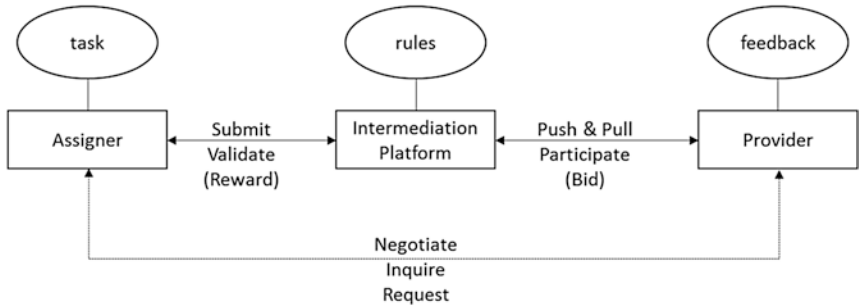 task
rules
feedback
Assigner
Submit
Validate
(Reward)
Intermediation
Platform
Push & Pull
Participate
(Bid)
Provider
Negotiate
Inquire
Request